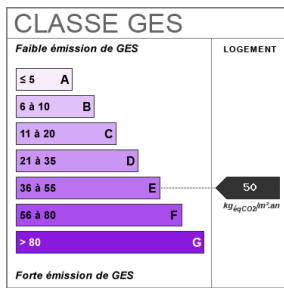 CLASSE GES
Faible émission de GES
LOGEMENT
≤ 5 A
6 à 10 B
11 à 20 C
21 à 35 D
36 à 55 E
50
kgéqCO2/m².an
56 à 80 F
> 80 G
Forte émission de GES